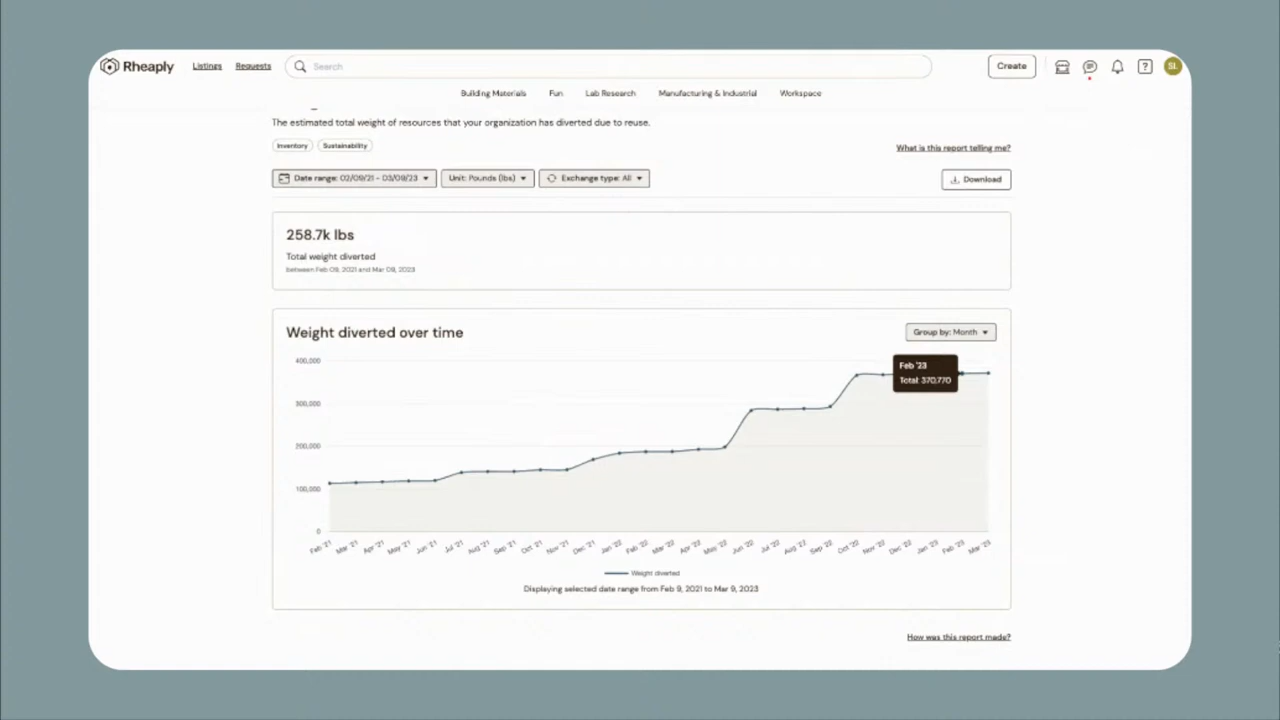 Rheaply Listings Requests Search Create ? SL
Building Materials Fun Lab Research Manufacturing & Industrial Workspace
The estimated total weight of resources that your organization has diverted due to reuse.
Inventory Sustainability
What is this report telling me?
Date range: 02/09/21 - 03/09/23 Unit: Pounds (lbs) Exchange type: All Download
258.7k lbs
Total weight diverted
between Feb 09, 2021 and Mar 09, 2023
Weight diverted over time
Group by: Month
400,000
Feb '23
Total: 370,770
300,000
200,000
100,000
0
Feb '21 Mar '21 Apr '21 May '21 Jun '21 Jul '21 Aug '21 Sep '21 Oct '21 Nov '21 Dec '21 Jan '22 Feb '22 Mar '22 Apr '22 May '22 Jun '22 Jul '22 Aug '22 Sep '22 Oct '22 Nov '22 Dec '22 Jan '23 Feb '23 Mar '23
Weight diverted
Displaying selected date range from Feb 9, 2021 to Mar 9, 2023
How was this report made?